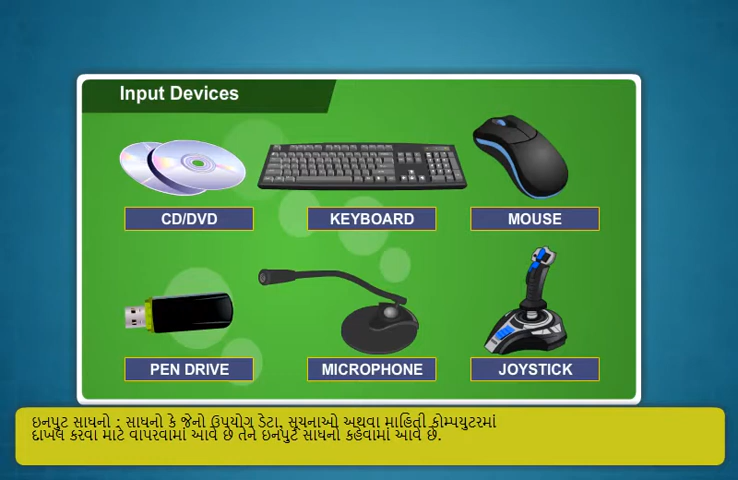 Input Devices
CD/DVD
KEYBOARD
MOUSE
PEN DRIVE
MICROPHONE
JOYSTICK
ઇનપુટ સાધનો : સાધનો કે જેનો ઉપયોગ ડેટા, સૂચનાઓ અથવા માહિતી કોમ્પયુટરમાં
દાખલ કરવા માટે વાપરવામાં આવે છે તેને ઇનપુટ સાધનો કહેવામાં આવે છે.